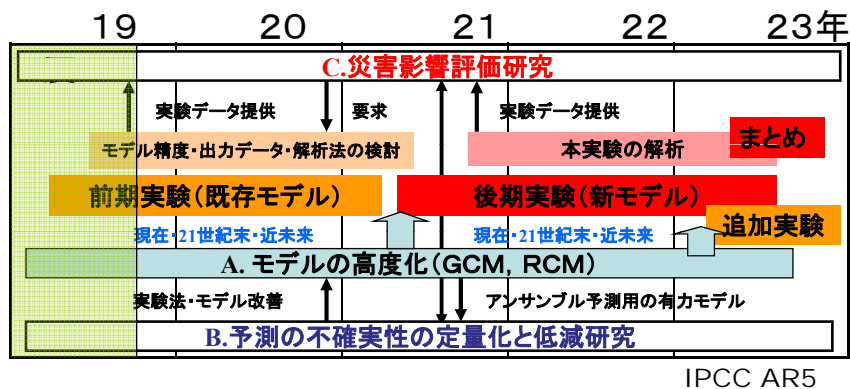 19 20 21 22 23年
C.災害影響評価研究
実験データ提供 要求 実験データ提供
モデル精度・出力データ・解析法の検討 本実験の解析 まとめ
前期実験(既存モデル) 後期実験(新モデル)
追加実験
現在・21世紀末・近未来 現在・21世紀末・近未来
A. モデルの高度化(GCM, RCM)
実験法・モデル改善 アンサンブル予測用の有力モデル
B.予測の不確実性の定量化と低減研究
IPCC AR5